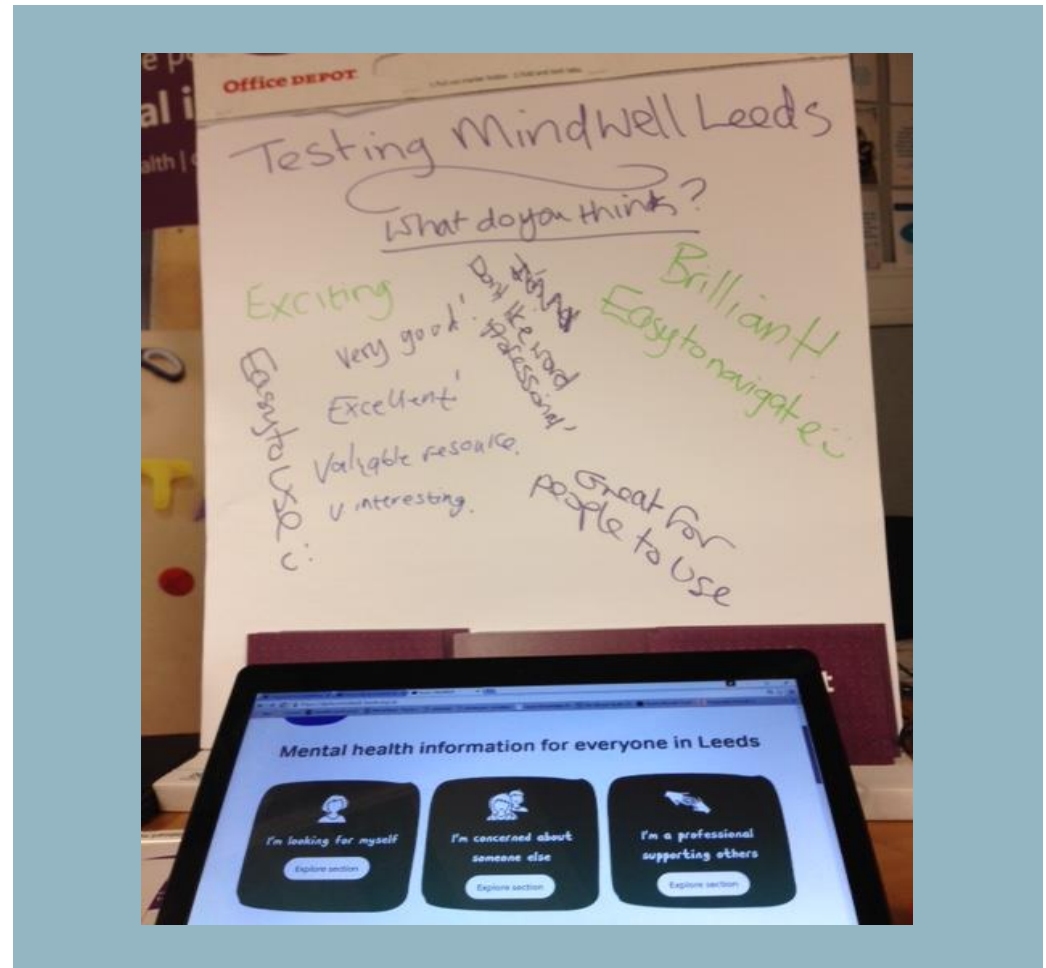 al i
alth |
Office DEPOT
Testing MindWell Leeds
What do you think?
Exciting
very good!
Excellent!
Valuable resource.
v interesting.
Easy to use c:
Don't
like word
professional
Brilliant!
Easy to navigate :)
Great for
people to use
t
Mental health information for everyone in Leeds
I'm looking for myself
Explore section
I'm concerned about
someone else
Explore section
I'm a professional
supporting others
Explore section